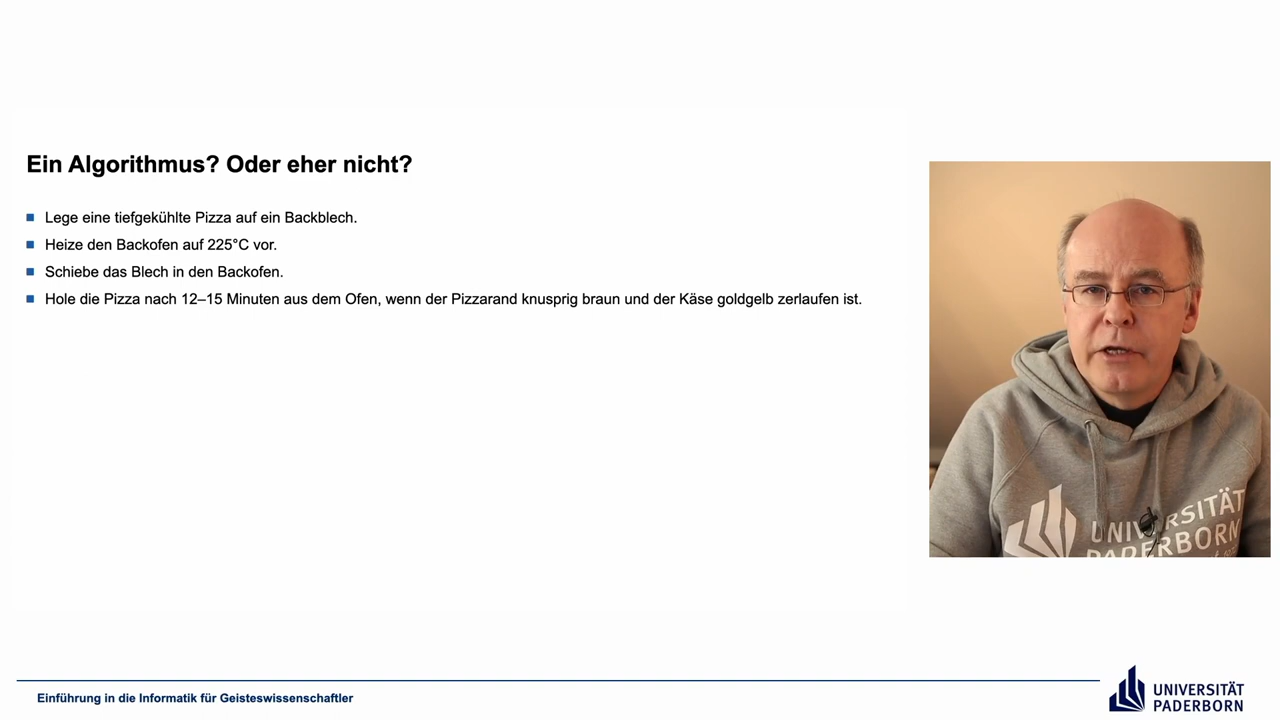 Ein Algorithmus? Oder eher nicht?
Lege eine tiefgekühlte Pizza auf ein Backblech.
Heize den Backofen auf 225°C vor.
Schiebe das Blech in den Backofen.
Hole die Pizza nach 12–15 Minuten aus dem Ofen, wenn der Pizzarand knusprig braun und der Käse goldgelb zerlaufen ist.
UNIVERSITÄT
PADERBORN
Einführung in die Informatik für Geisteswissenschaftler
UNIVERSITÄT
PADERBORN